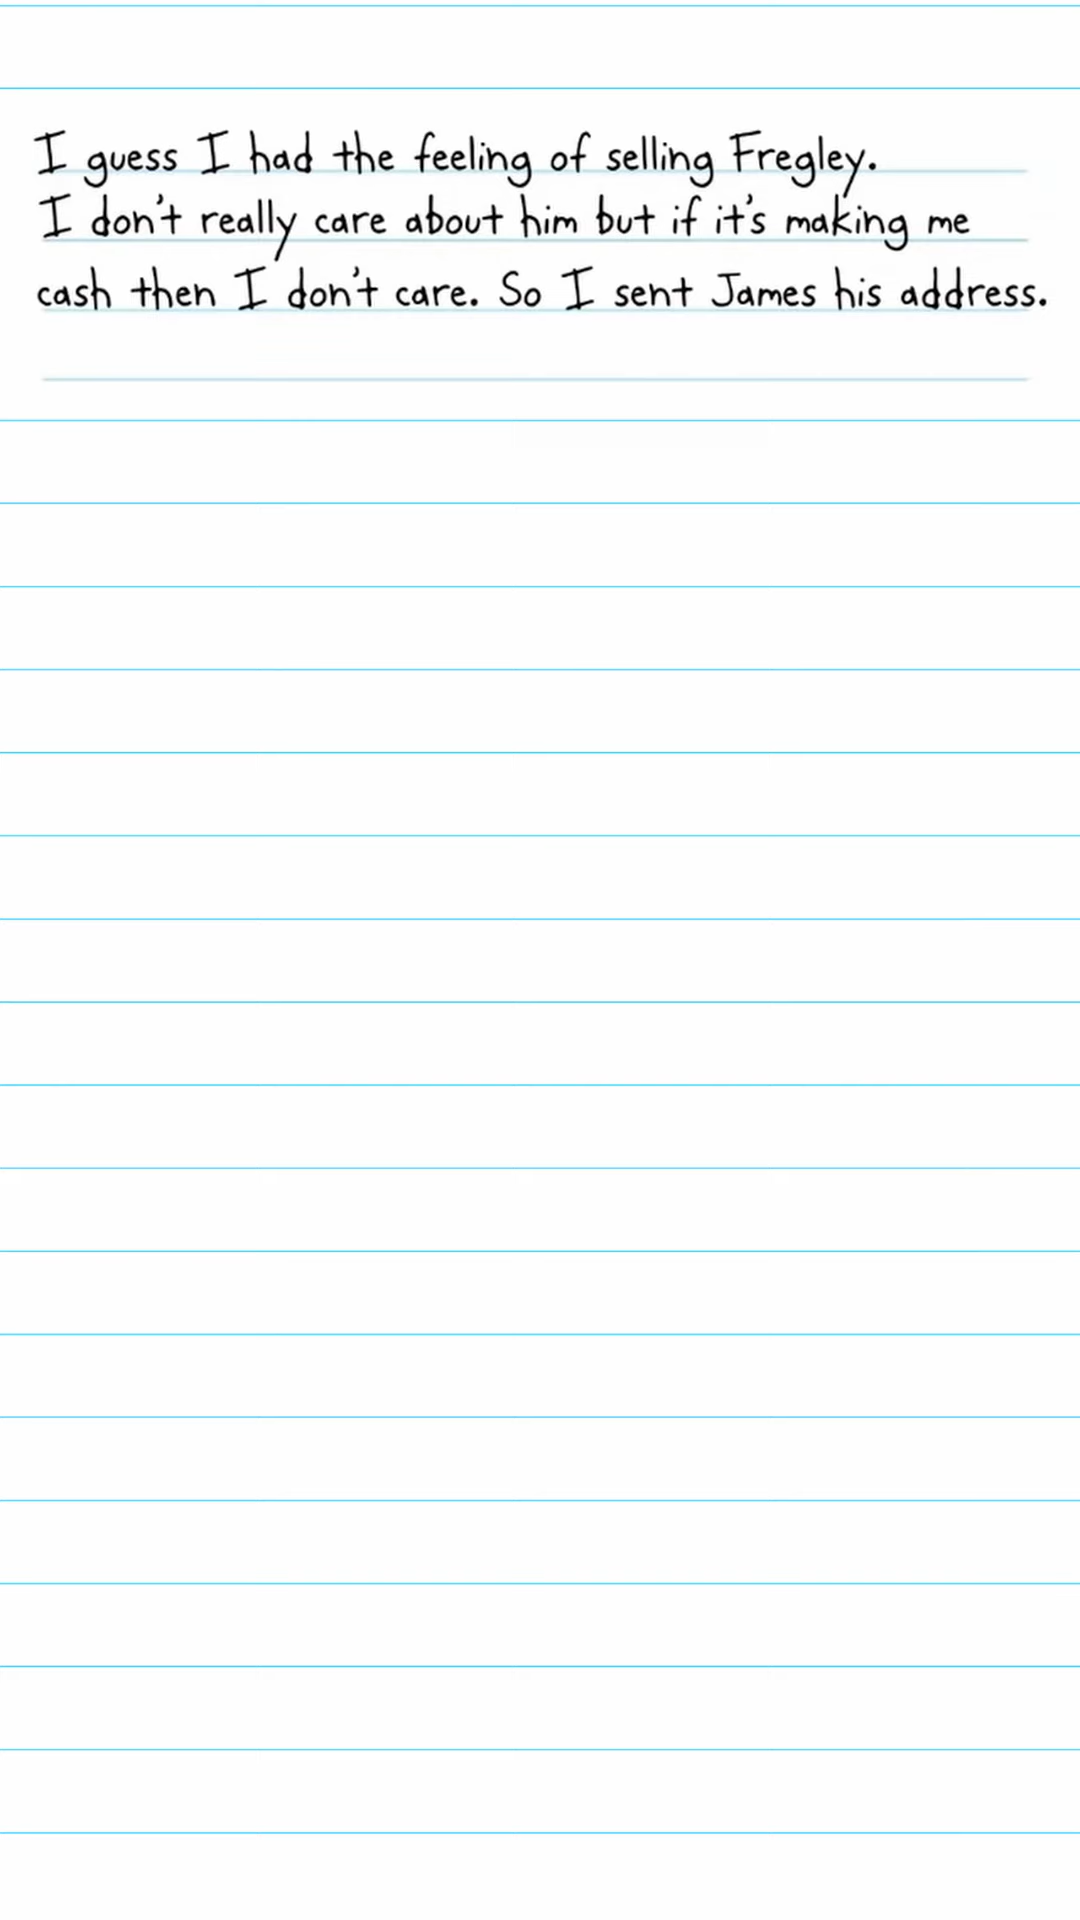 I guess I had the feeling of selling Fregley.
I don't really care about him but if it's making me
cash then I don't care. So I sent James his address.